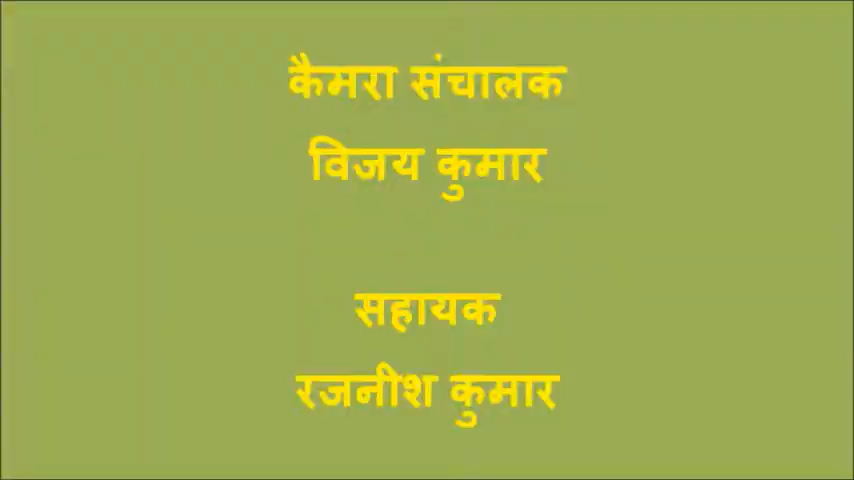 कैमरा संचालक
विजय कुमार
सहायक
रजनीश कुमार